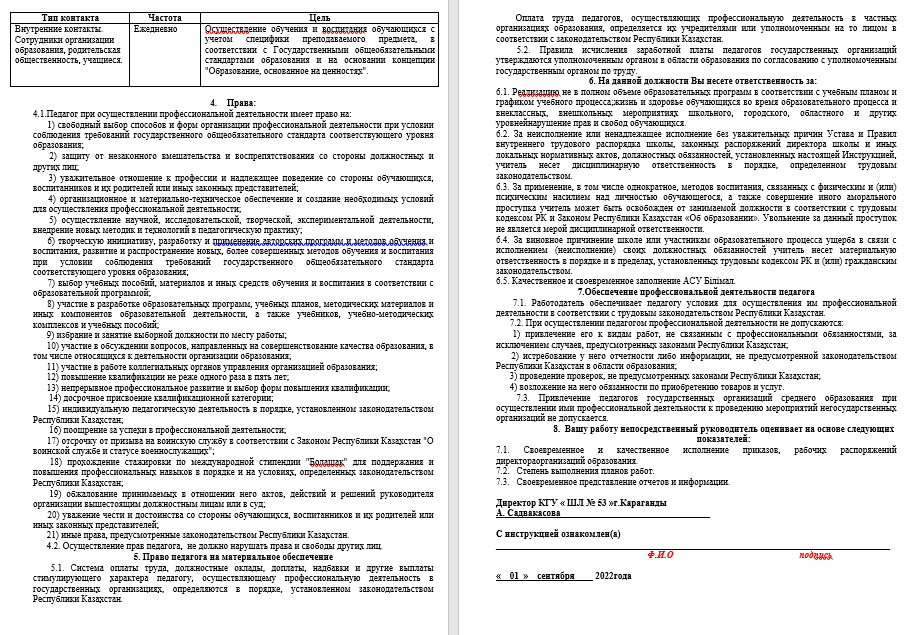 Тип контакта Частота Цель
Внутренние контакты. Ежедневно Осуществление обучения и воспитания обучающихся с
Сотрудники организации учетом специфики преподаваемого предмета, в
образования, родительская соответствии с Государственными общеобязательными
общественность, учащиеся. стандартами образования и на основании концепции
"Образование, основанное на ценностях".
4. Права:
4.1.Педагог при осуществлении профессиональной деятельности имеет право на:
1) свободный выбор способов и форм организации профессиональной деятельности при условии
соблюдения требований государственного общеобязательного стандарта соответствующего уровня
образования;
2) защиту от незаконного вмешательства и воспрепятствования со стороны должностных и
других лиц;
3) уважительное отношение к профессии и надлежащее поведение со стороны обучающихся,
воспитанников и их родителей или иных законных представителей;
4) организационное и материально-техническое обеспечение и создание необходимых условий
для осуществления профессиональной деятельности;
5) осуществление научной, исследовательской, творческой, экспериментальной деятельности,
внедрение новых методик и технологий в педагогическую практику;
6) творческую инициативу, разработку и применение авторских программ и методов обучения и
воспитания, развитие и распространение новых, более совершенных методов обучения и воспитания
при условии соблюдения требований государственного общеобязательного стандарта
соответствующего уровня образования;
7) выбор учебных пособий, материалов и иных средств обучения и воспитания в соответствии с
образовательной программой;
8) участие в разработке образовательных программ, учебных планов, методических материалов и
иных компонентов образовательной деятельности, а также учебников, учебно-методических
комплексов и учебных пособий;
9) избрание и занятие выборной должности по месту работы;
10) участие в обсуждении вопросов, направленных на совершенствование качества образования, в
том числе относящихся к деятельности организации образования;
11) участие в работе коллегиальных органов управления организацией образования;
12) повышение квалификации не реже одного раза в пять лет;
13) непрерывное профессиональное развитие и выбор форм повышения квалификации;
14) досрочное присвоение квалификационной категории;
15) индивидуальную педагогическую деятельность в порядке, установленном законодательством
Республики Казахстан;
16) поощрение за успехи в профессиональной деятельности;
17) отсрочку от призыва на воинскую службу в соответствии с Законом Республики Казахстан "О
воинской службе и статусе военнослужащих";
18) прохождение стажировки по международной стипендии "Болашак" для поддержания и
повышения профессиональных навыков в порядке и на условиях, определенных законодательством
Республики Казахстан;
19) обжалование принимаемых в отношении него актов, действий и решений руководителя
организации вышестоящим должностным лицам или в суд;
20) уважение чести и достоинства со стороны обучающихся, воспитанников и их родителей или
иных законных представителей;
21) иные права, предусмотренные законодательством Республики Казахстан.
4.2. Осуществление прав педагога, не должно нарушать права и свободы других лиц.
5. Право педагога на материальное обеспечение
5.1. Система оплаты труда, должностные оклады, доплаты, надбавки и другие выплаты
стимулирующего характера педагогу, осуществляющему профессиональную деятельность в
государственных организациях, определяются в порядке, установленном законодательством
Республики Казахстан.
Оплата труда педагогов, осуществляющих профессиональную деятельность в частных
организациях образования, определяется их учредителями или уполномоченным на то лицом в
соответствии с законодательством Республики Казахстан.
5.2. Правила исчисления заработной платы педагогов государственных организаций
утверждаются уполномоченным органом в области образования по согласованию с уполномоченным
государственным органом по труду.
6. На данной должности Вы несете ответственность за:
6.1. Реализацию не в полном объеме образовательных программ в соответствии с учебным планом и
графиком учебного процесса;жизнь и здоровье обучающихся во время образовательного процесса и
внеклассных, внешкольных мероприятиях школьного, городского, областного и других
уровнейнарушение прав и свобод обучающихся.
6.2. За неисполнение или ненадлежащее исполнение без уважительных причин Устава и Правил
внутреннего трудового распорядка школы, законных распоряжений директора школы и иных
локальных нормативных актов, должностных обязанностей, установленных настоящей Инструкцией,
учитель несет дисциплинарную ответственность в порядке, определенном трудовым
законодательством.
6.3. За применение, в том числе однократное, методов воспитания, связанных с физическим и (или)
психическим насилием над личностью обучающегося, а также совершение иного аморального
проступка учитель может быть освобожден от занимаемой должности в соответствии с трудовым
кодексом РК и Законом Республики Казахстан «Об образовании». Увольнение за данный проступок
не является мерой дисциплинарной ответственности.
6.4. За виновное причинение школе или участникам образовательного процесса ущерба в связи с
исполнением (неисполнение) своих должностных обязанностей учитель несет материальную
ответственность в порядке и в пределах, установленных трудовым кодексом РК и (или) гражданским
законодательством.
6.5. Качественное и своевременное заполнение АСУ Білімал.
7.Обеспечение профессиональной деятельности педагога
7.1. Работодатель обеспечивает педагогу условия для осуществления им профессиональной
деятельности в соответствии с трудовым законодательством Республики Казахстан.
7.2. При осуществлении педагогом профессиональной деятельности не допускаются:
1) привлечение его к видам работ, не связанным с профессиональными обязанностями, за
исключением случаев, предусмотренных законами Республики Казахстан;
2) истребование у него отчетности либо информации, не предусмотренной законодательством
Республики Казахстан в области образования;
3) проведение проверок, не предусмотренных законами Республики Казахстан;
4) возложение на него обязанности по приобретению товаров и услуг.
7.3. Привлечение педагогов государственных организаций среднего образования при
осуществлении ими профессиональной деятельности к проведению мероприятий негосударственных
организаций не допускается.
8. Вашу работу непосредственный руководитель оценивает на основе следующих
показателей:
7.1. Своевременное и качественное исполнение приказов, рабочих распоряжений
директораорганизаций образования.
7.2. Степень выполнения планов работ.
7.3. Своевременное представление отчетов и информации.
Директор КГУ « ШЛ № 53 »г.Караганды
А. Садвакасова
С инструкцией ознакомлен(а)
Ф.И.О подпись
« 01 » сентября 2022года